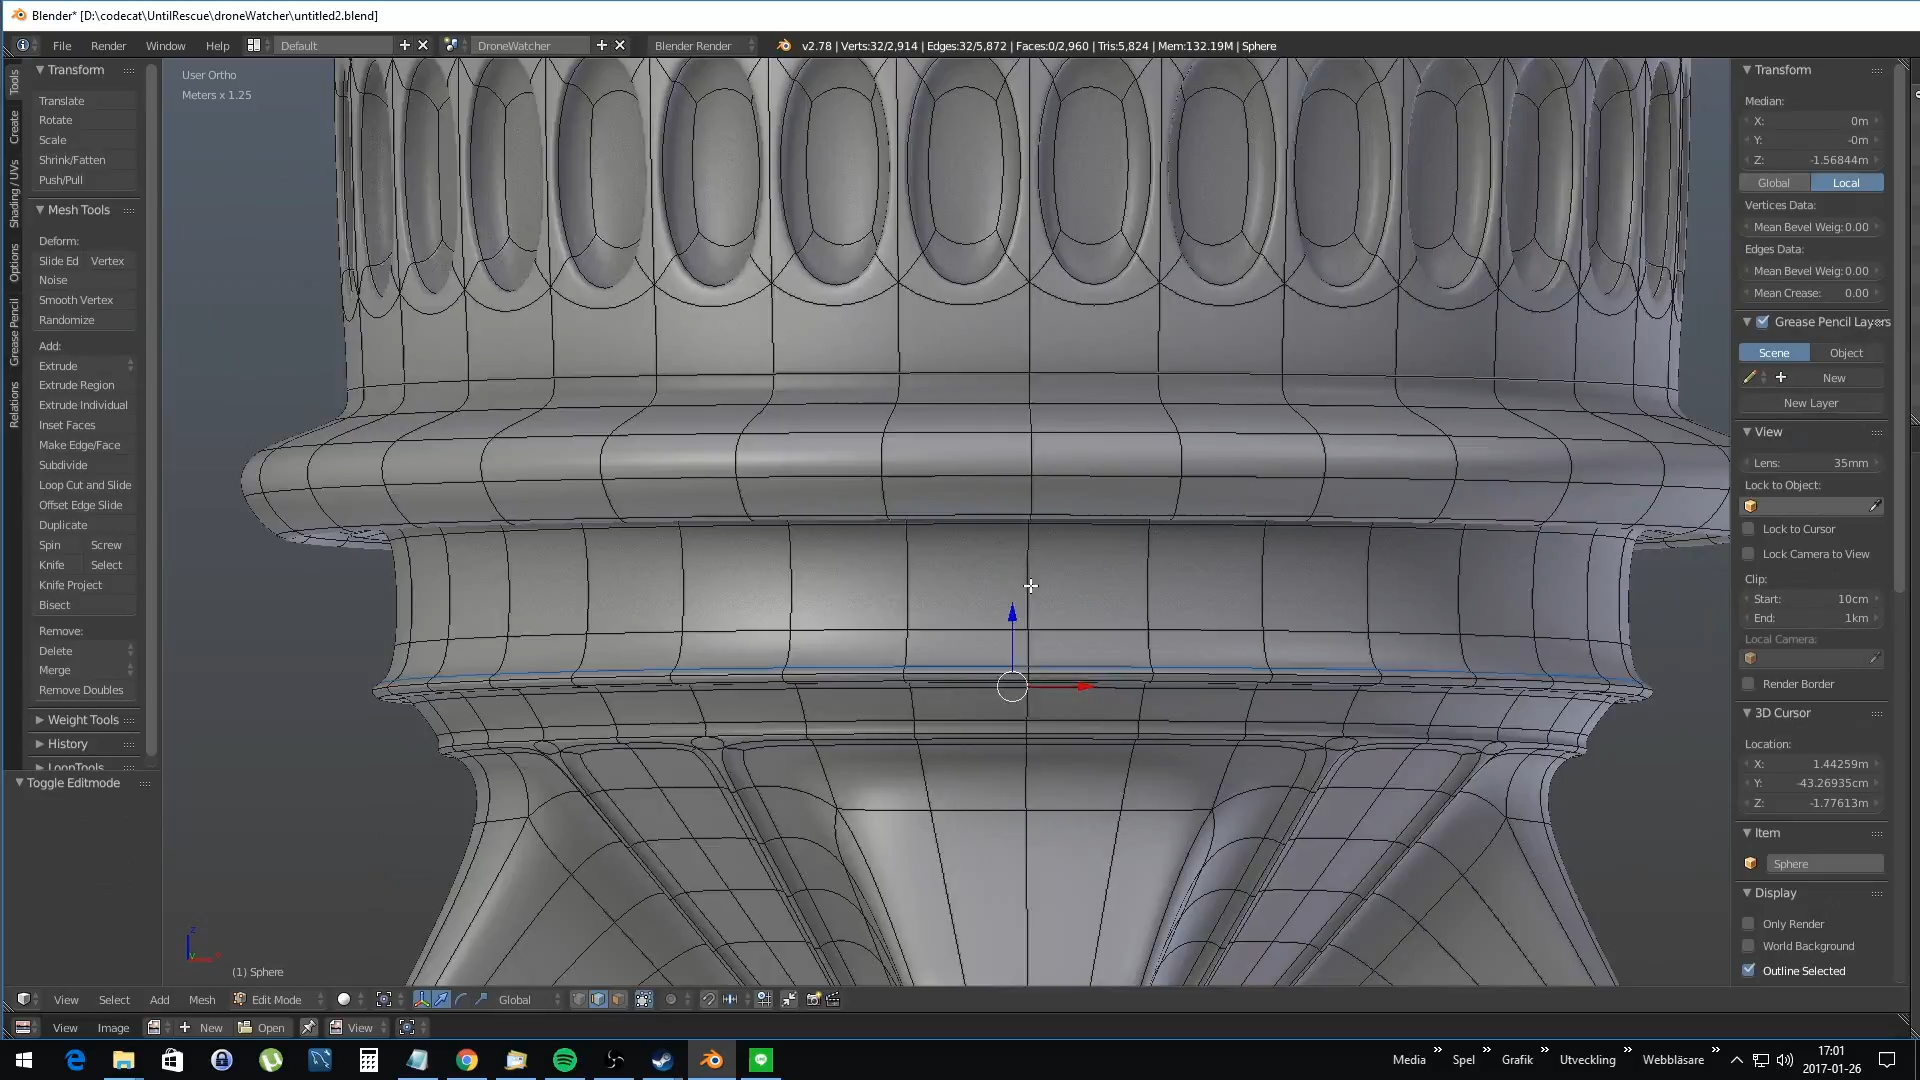 Blender* [D:\codecat\UntilRescue\droneWatcher\untitled2.blend]
File Render Window Help Default DroneWatcher Blender Render v2.78 | Verts:32/2,914 | Edges:32/5,872 | Faces:0/2,960 | Tris:5,824 | Mem:132.19M | Sphere
Tools
Create
Shading / UVs
Options
Grease Pencil
Relations
Transform
Translate
Rotate
Scale
Shrink/Fatten
Push/Pull
Mesh Tools
Deform:
Slide Ed Vertex
Noise
Smooth Vertex
Randomize
Add:
Extrude
Extrude Region
Extrude Individual
Inset Faces
Make Edge/Face
Subdivide
Loop Cut and Slide
Offset Edge Slide
Duplicate
Spin Screw
Knife Select
Knife Project
Bisect
Remove:
Delete
Merge
Remove Doubles
Weight Tools
History
LoopTools
Toggle Editmode
User Ortho
Meters x 1.25
z
(1) Sphere
Transform
Median:
X: 0m
Y: -0m
Z: -1.56844m
Global Local
Vertices Data:
Mean Bevel Weig: 0.00
Edges Data:
Mean Bevel Weig: 0.00
Mean Crease: 0.00
Grease Pencil Layers
Scene Object
New
New Layer
View
Lens: 35mm
Lock to Object:
Lock to Cursor
Lock Camera to View
Clip:
Start: 10cm
End: 1km
Local Camera:
Render Border
3D Cursor
Location:
X: 1.44259m
Y: -43.26935cm
Z: -1.77613m
Item
Sphere
Display
Only Render
World Background
Outline Selected
View Select Add Mesh Edit Mode Global
View Image New Open View
Media Spel Grafik Utveckling Webbläsare
17:01
2017-01-26